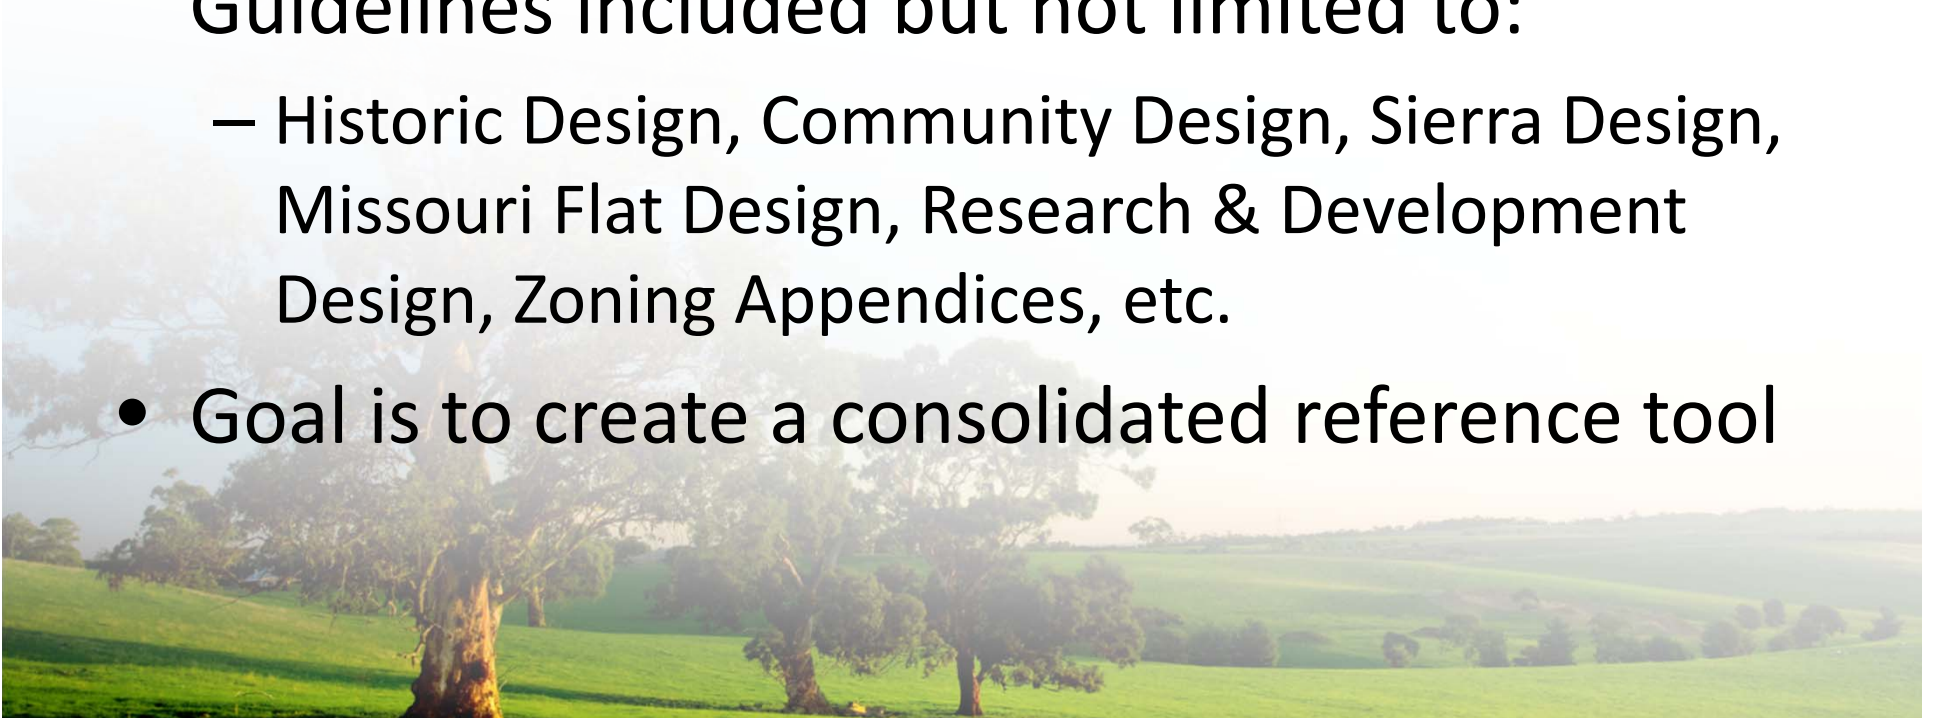 Guidelines included but not limited to:
– Historic Design, Community Design, Sierra Design,
Missouri Flat Design, Research & Development
Design, Zoning Appendices, etc.
• Goal is to create a consolidated reference tool